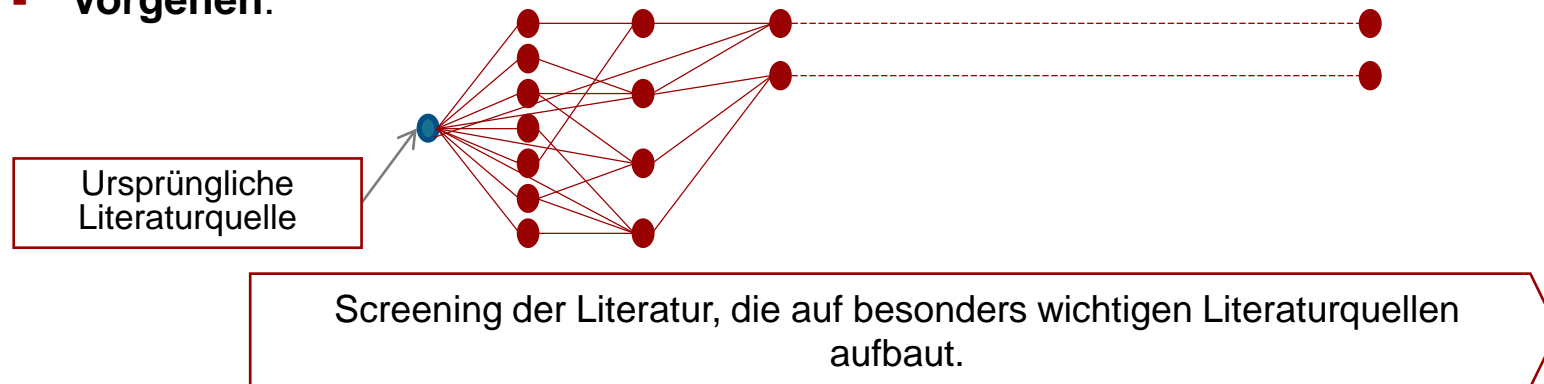 Vorgehen:
Ursprüngliche
Literaturquelle
Screening der Literatur, die auf besonders wichtigen Literaturquellen
aufbaut.